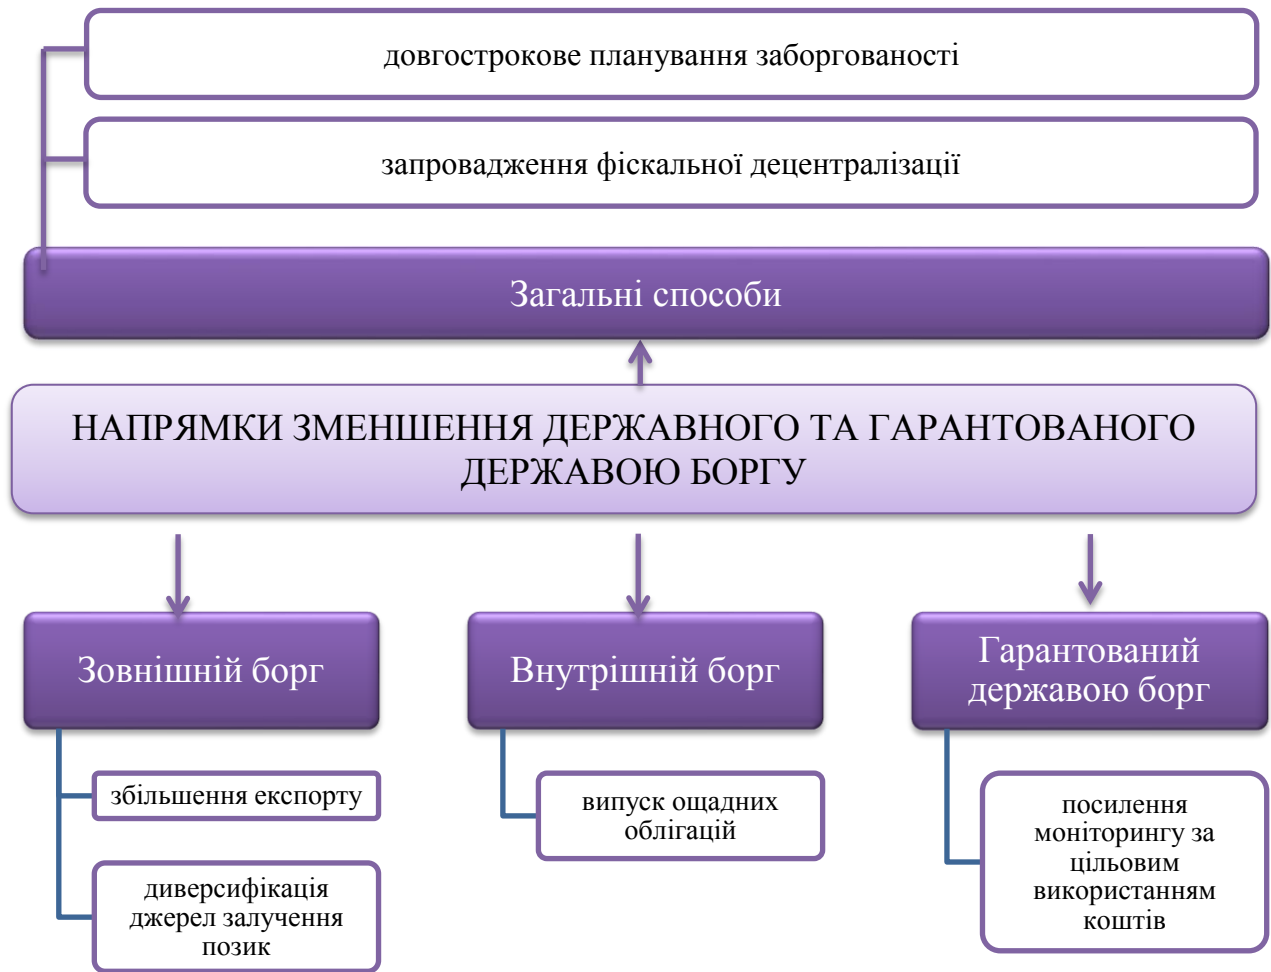 довгострокове планування заборгованості
запровадження фіскальної децентралізації
Загальні способи
НАПРЯМКИ ЗМЕНШЕННЯ ДЕРЖАВНОГО ТА ГАРАНТОВАНОГО
ДЕРЖАВОЮ БОРГУ
Зовнішній борг
збільшення експорту
диверсифікація
джерел залучення
позик
Внутрішній борг
випуск ощадних
облігацій
Гарантований
державою борг
посилення
моніторингу за
цільовим
використанням
коштів